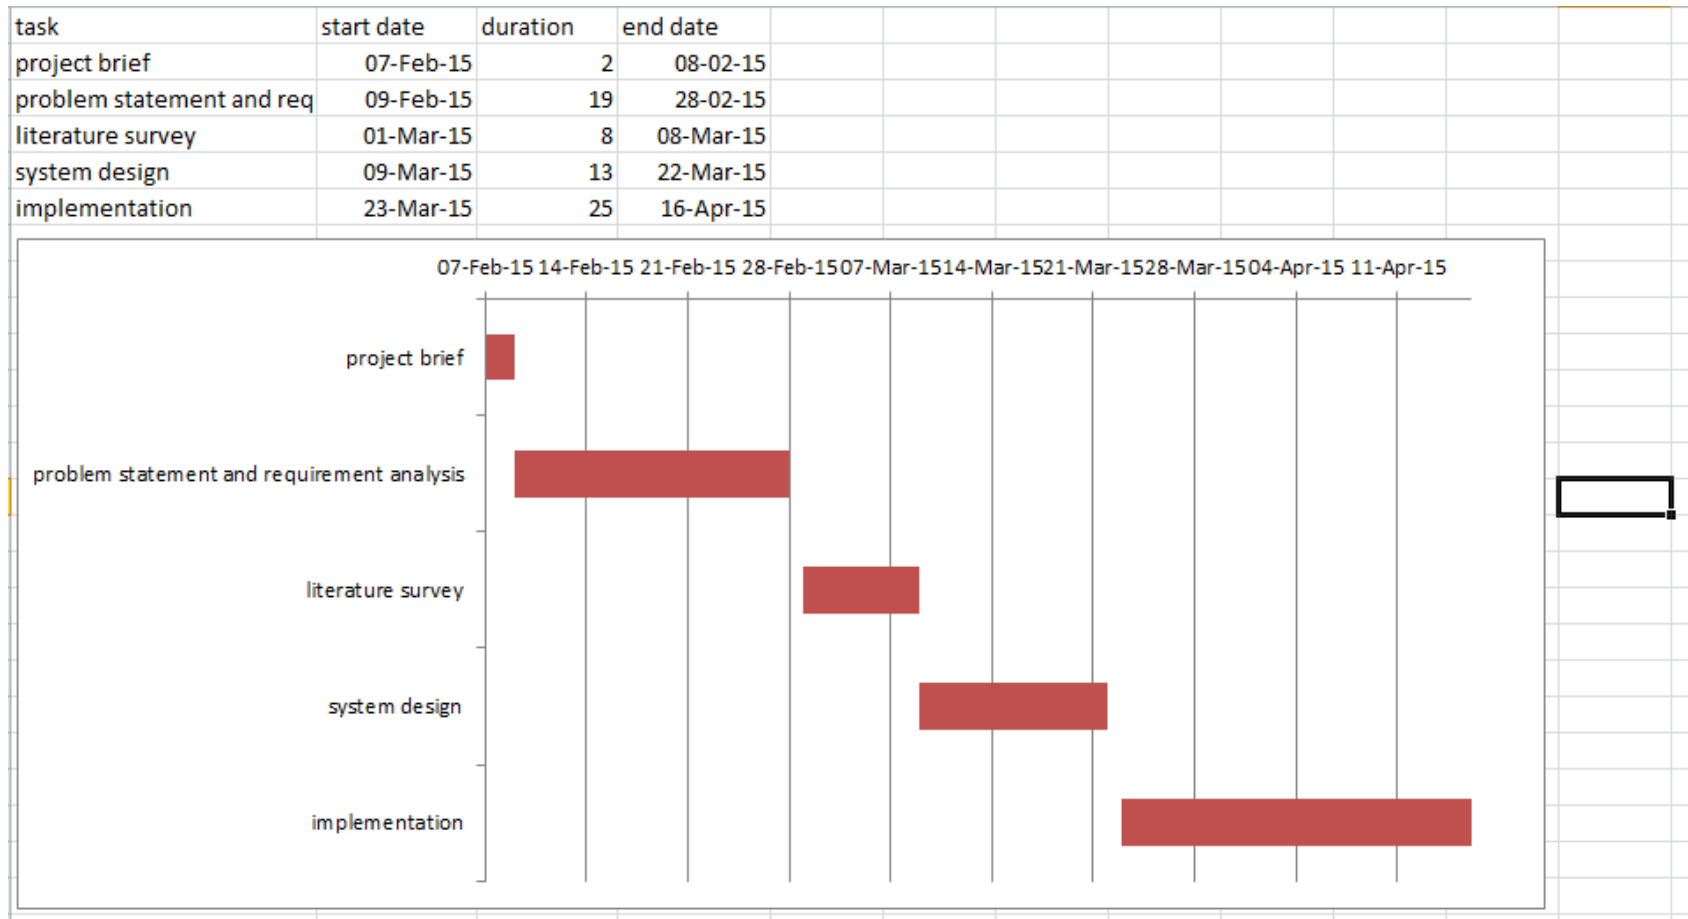 task start date duration end date
project brief 07-Feb-15 2 08-02-15
problem statement and req 09-Feb-15 19 28-02-15
literature survey 01-Mar-15 8 08-Mar-15
system design 09-Mar-15 13 22-Mar-15
implementation 23-Mar-15 25 16-Apr-15
07-Feb-15 14-Feb-15 21-Feb-15 28-Feb-15 07-Mar-15 14-Mar-15 21-Mar-15 28-Mar-15 04-Apr-15 11-Apr-15
project brief
problem statement and requirement analysis
literature survey
system design
implementation